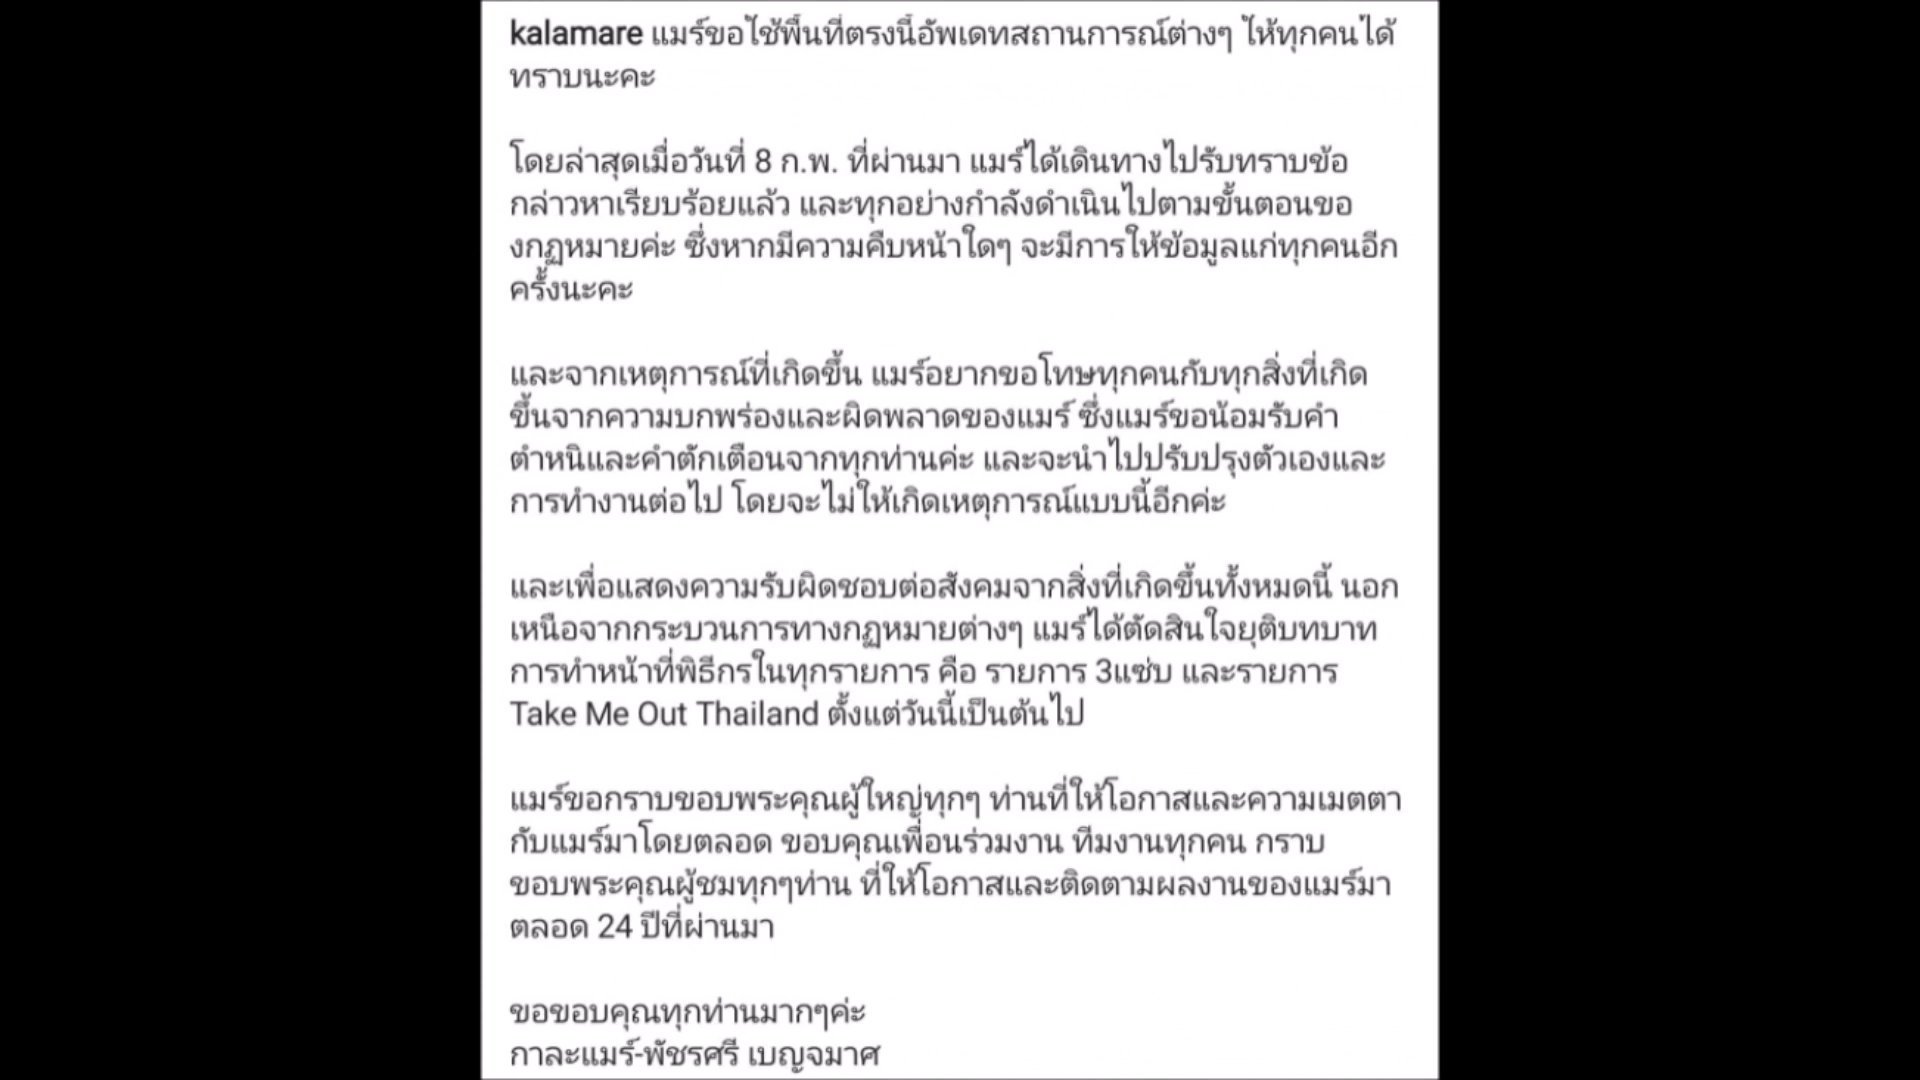 kalamare แมร์ขอใช้พื้นที่ตรงนี้อัพเดทสถานการณ์ต่างๆ ให้ทุกคนได้
ทราบนะคะ
โดยล่าสุดเมื่อวันที่ 8 ก.พ. ที่ผ่านมา แมร์ได้เดินทางไปรับทราบข้อ
กล่าวหาเรียบร้อยแล้ว และทุกอย่างกำลังดำเนินไปตามขั้นตอนขอ
งกฏหมายค่ะ ซึ่งหากมีความคืบหน้าใดๆ จะมีการให้ข้อมูลแก่ทุกคนอีก
ครั้งนะคะ
และจากเหตุการณ์ที่เกิดขึ้น แมร์อยากขอโทษทุกคนกับทุกสิ่งที่เกิด
ขึ้นจากความบกพร่องและผิดพลาดของแมร์ ซึ่งแมร์ขอน้อมรับคำ
ตำหนิและคำตักเตือนจากทุกท่านค่ะ และจะนำไปปรับปรุงตัวเองและ
การทำงานต่อไป โดยจะไม่ให้เกิดเหตุการณ์แบบนี้อีกค่ะ
และเพื่อแสดงความรับผิดชอบต่อสังคมจากสิ่งที่เกิดขึ้นทั้งหมดนี้ นอก
เหนือจากกระบวนการทางกฏหมายต่างๆ แมร์ได้ตัดสินใจยุติบทบาท
การทำหน้าที่พิธีกรในทุกรายการ คือ รายการ 3แซ่บ และรายการ
Take Me Out Thailand ตั้งแต่วันนี้เป็นต้นไป
แมร์ขอกราบขอบพระคุณผู้ใหญ่ทุกๆ ท่านที่ให้โอกาสและความเมตตา
กับแมร์มาโดยตลอด ขอบคุณเพื่อนร่วมงาน ทีมงานทุกคน กราบ
ขอบพระคุณผู้ชมทุกๆท่าน ที่ให้โอกาสและติดตามผลงานของแมร์มา
ตลอด 24 ปีที่ผ่านมา
ขอขอบคุณทุกท่านมากๆค่ะ
กาละแมร์-พัชรศรี เบญจมาศ